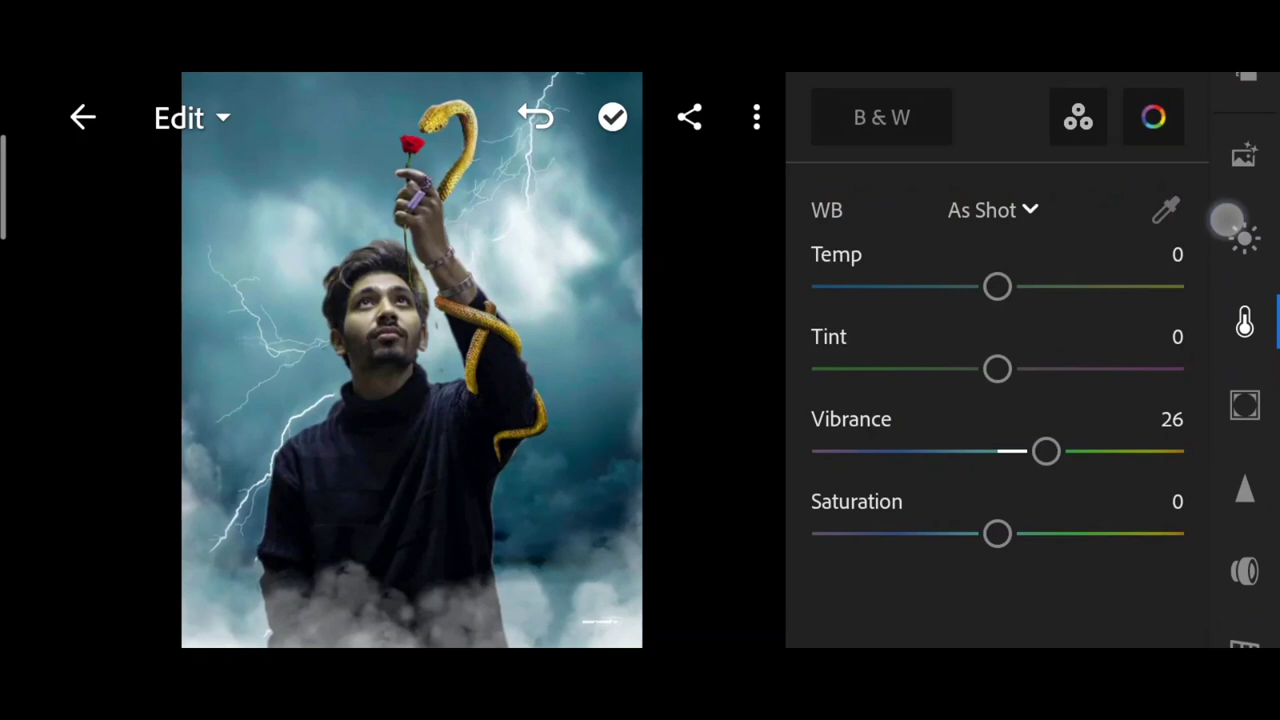 Edit
B & W
WB As Shot
Temp 0
Tint 0
Vibrance 26
Saturation 0